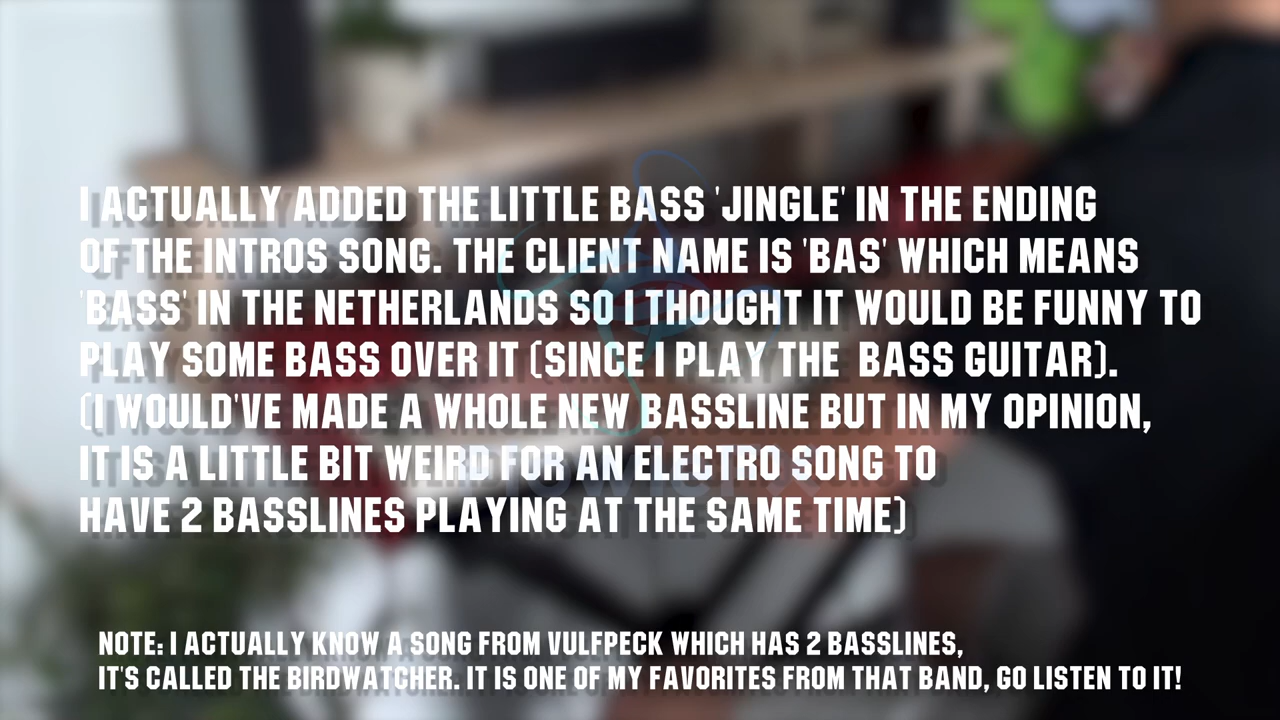 I ACTUALLY ADDED THE LITTLE BASS 'JINGLE' IN THE ENDING
OF THE INTROS SONG. THE CLIENT NAME IS 'BAS' WHICH MEANS
'BASS' IN THE NETHERLANDS SO I THOUGHT IT WOULD BE FUNNY TO
PLAY SOME BASS OVER IT (SINCE I PLAY THE BASS GUITAR).
(I WOULD'VE MADE A WHOLE NEW BASSLINE BUT IN MY OPINION,
IT IS A LITTLE BIT WEIRD FOR AN ELECTRO SONG TO
HAVE 2 BASSLINES PLAYING AT THE SAME TIME)
NOTE: I ACTUALLY KNOW A SONG FROM VULFPECK WHICH HAS 2 BASSLINES,
IT'S CALLED THE BIRDWATCHER. IT IS ONE OF MY FAVORITES FROM THAT BAND, GO LISTEN TO IT!